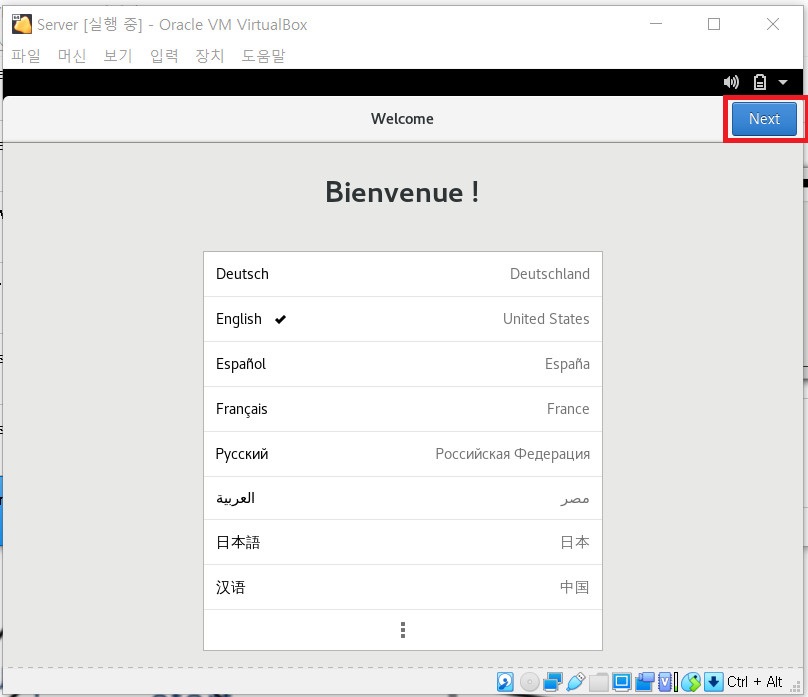 Server [실행 중] - Oracle VM VirtualBox
파일 머신 보기 입력 장치 도움말
Welcome
Next
Bienvenue !
Deutsch Deutschland
English United States
Español España
Français France
Русский Российская Федерация
العربية مصر
日本語 日本
汉语 中国
Ctrl + Alt